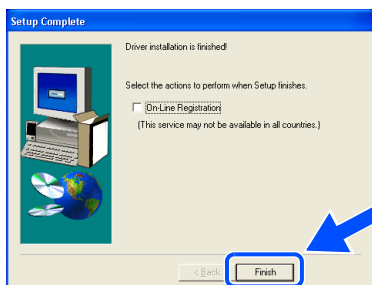 Setup Complete
Driver installation is finished!
Select the actions to perform when Setup finishes.
On-Line Registration
(This service may not be available in all countries.)
< Back
Finish